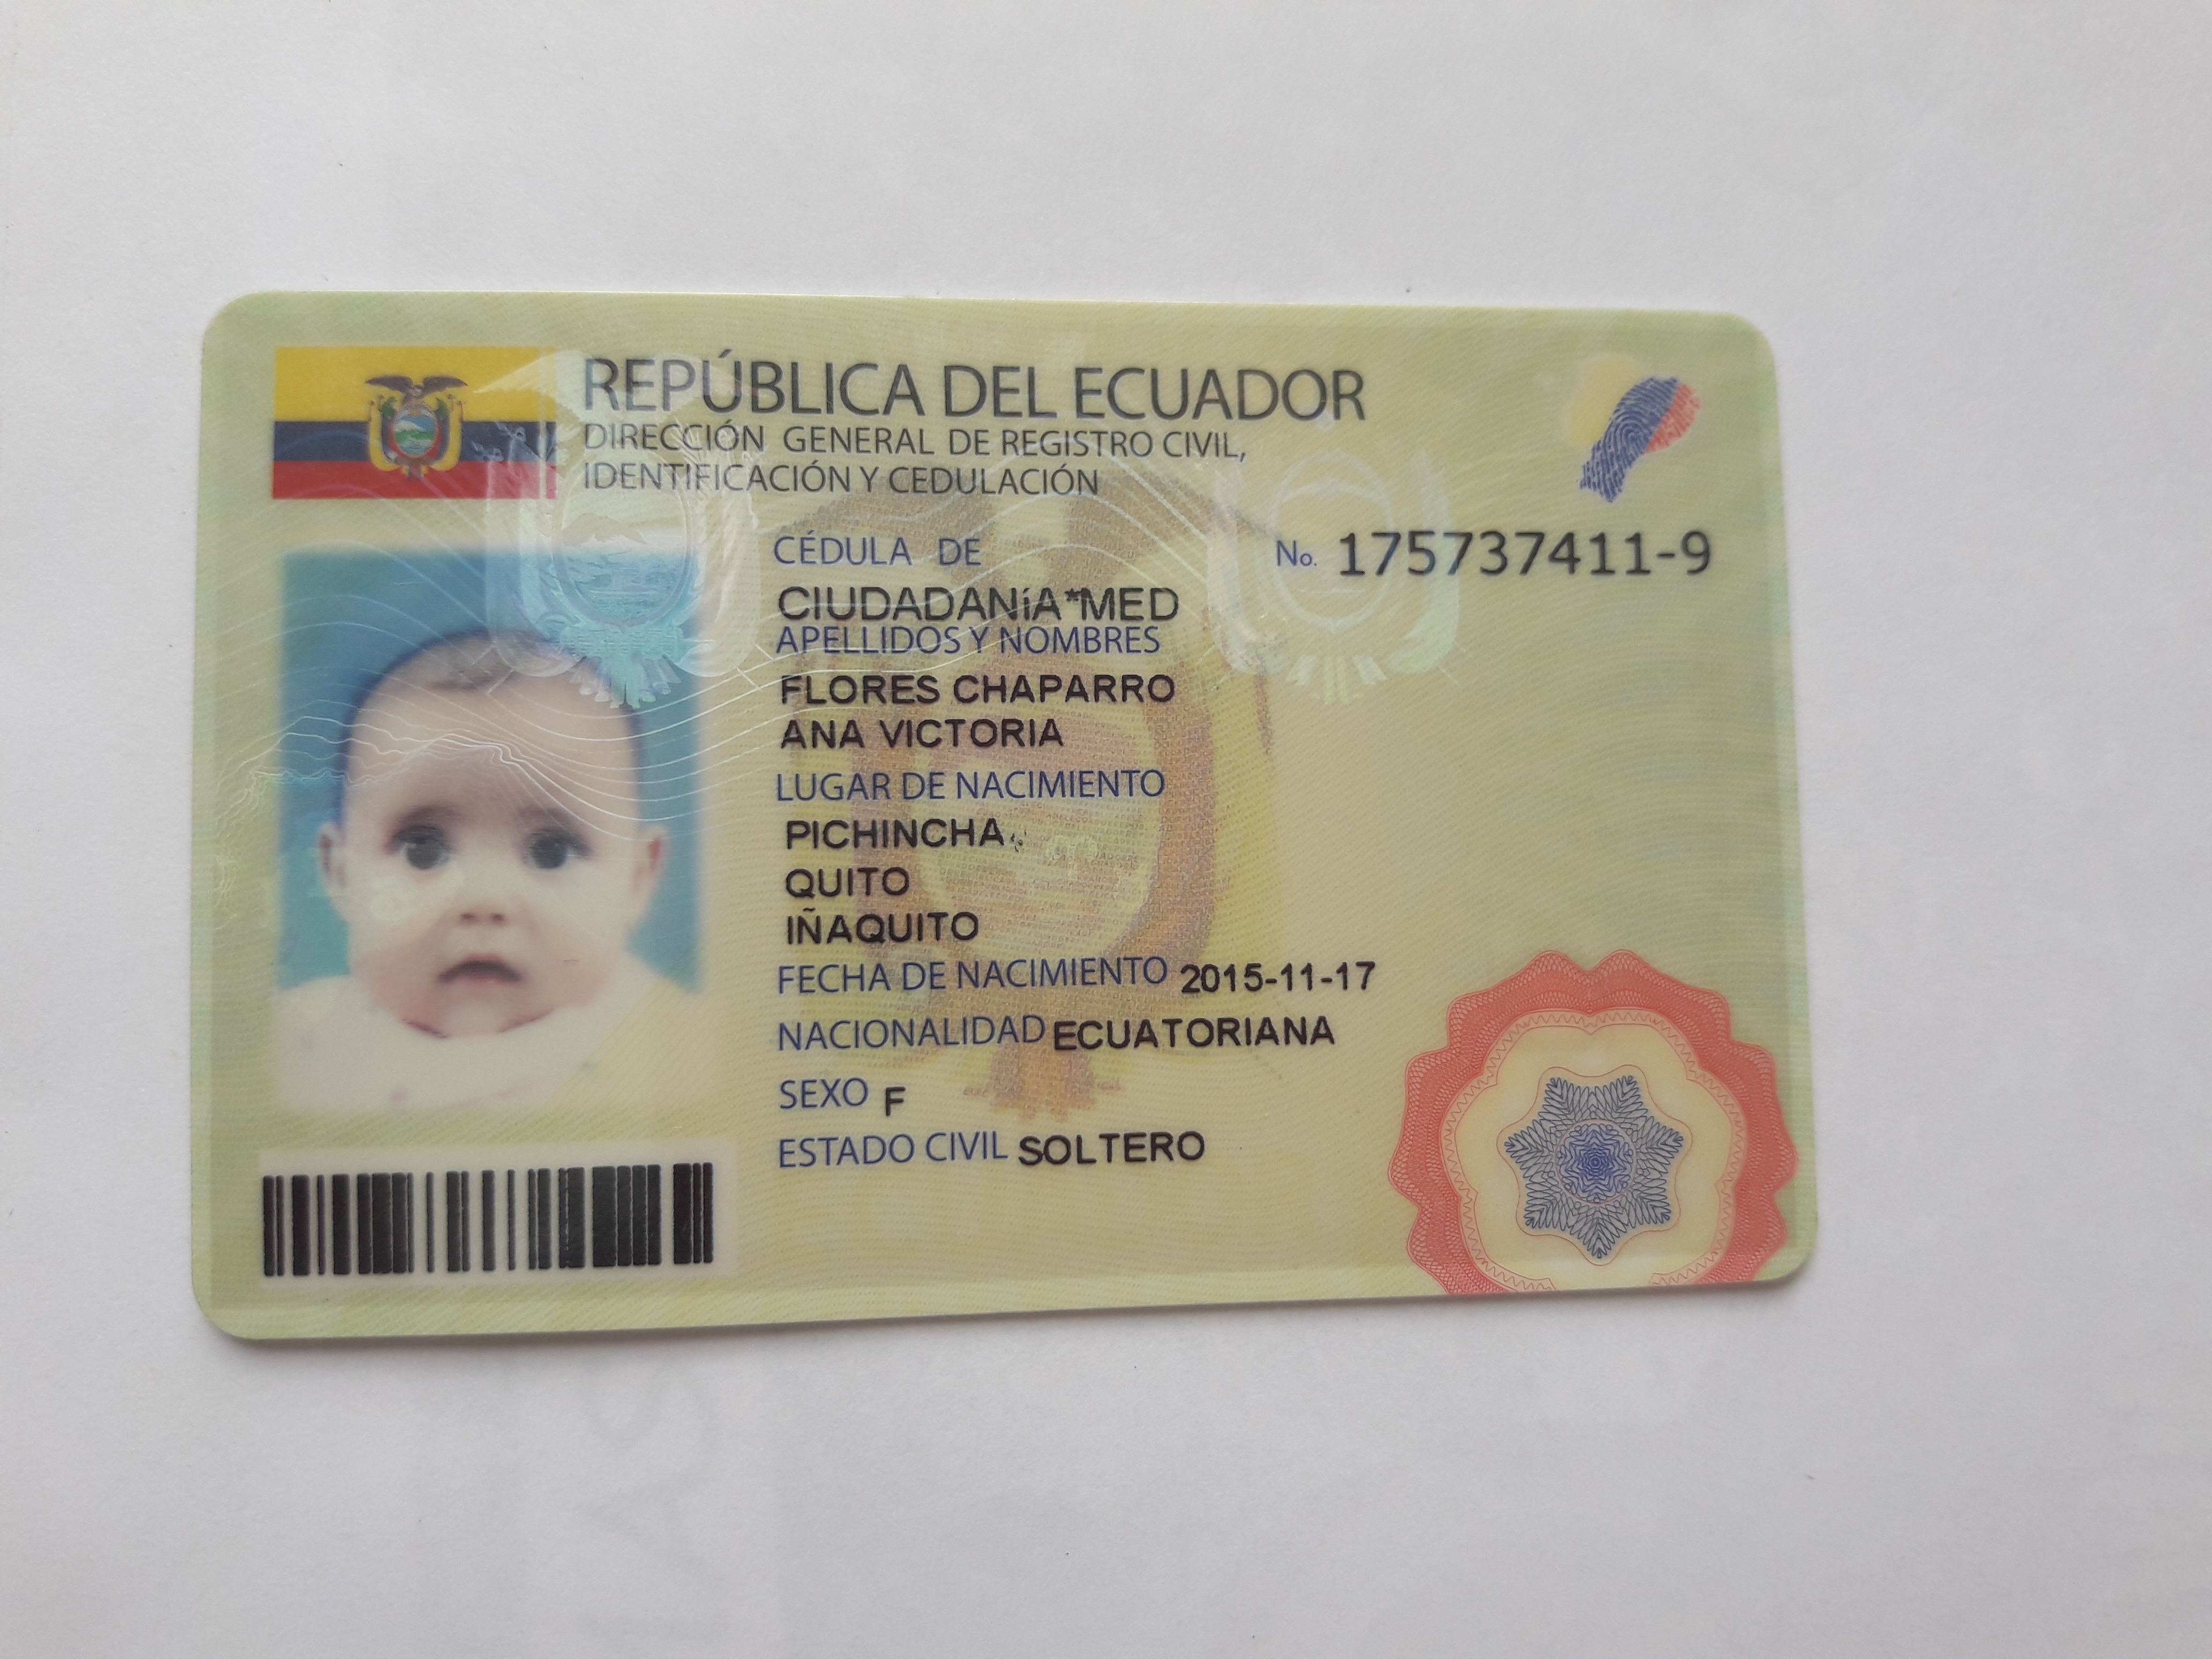 REPÚBLICA DEL ECUADOR
DIRECCIÓN GENERAL DE REGISTRO CIVIL,
IDENTIFICACIÓN Y CEDULACIÓN
CÉDULA DE No. 175737411-9
CIUDADANíA *MED
APELLIDOS Y NOMBRES
FLORES CHAPARRO
ANA VICTORIA
LUGAR DE NACIMIENTO
PICHINCHA
QUITO
IÑAQUITO
FECHA DE NACIMIENTO 2015-11-17
NACIONALIDAD ECUATORIANA
SEXO F
ESTADO CIVIL SOLTERO